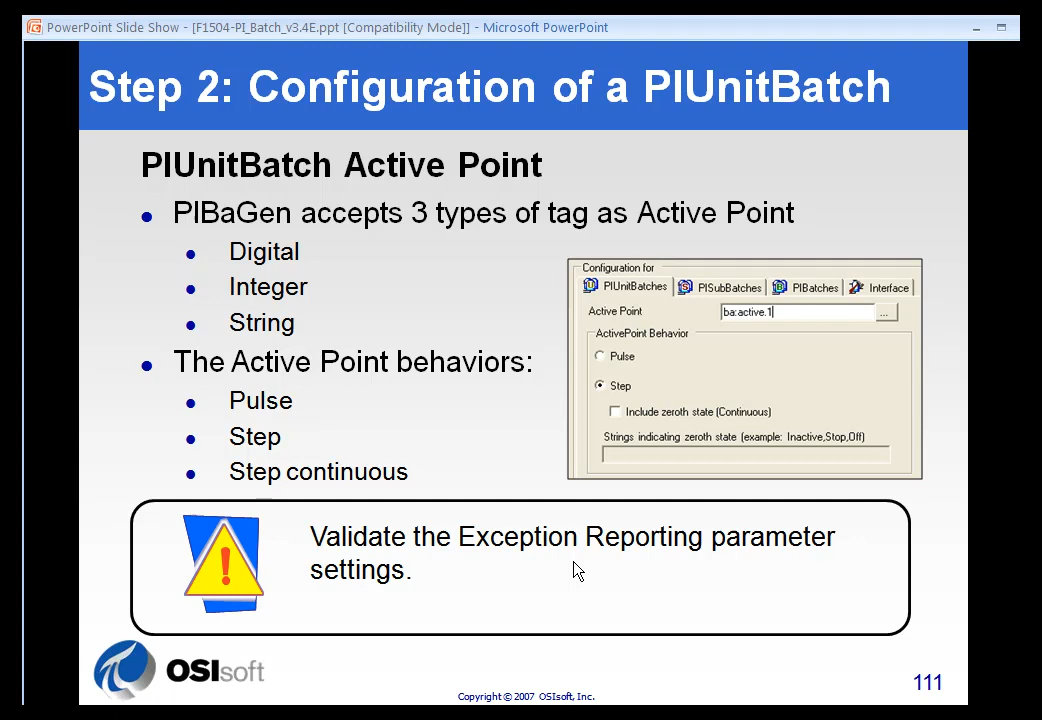 PowerPoint Slide Show - [F1504-PI_Batch_v3.4E.ppt [Compatibility Mode]] - Microsoft PowerPoint
Step 2: Configuration of a PIUnitBatch
PIUnitBatch Active Point
PIBaGen accepts 3 types of tag as Active Point
Digital
Integer
String
The Active Point behaviors:
Pulse
Step
Step continuous
Configuration for
PIUnitBatches PISubBatches PIBatches Interface
Active Point ba:active.1 ...
ActivePoint Behavior
Pulse
Step
Include zeroth state (Continuous)
Strings indicating zeroth state (example: Inactive,Stop,Off)
Validate the Exception Reporting parameter
settings.
OSIsoft
Copyright © 2007 OSIsoft, Inc.
111